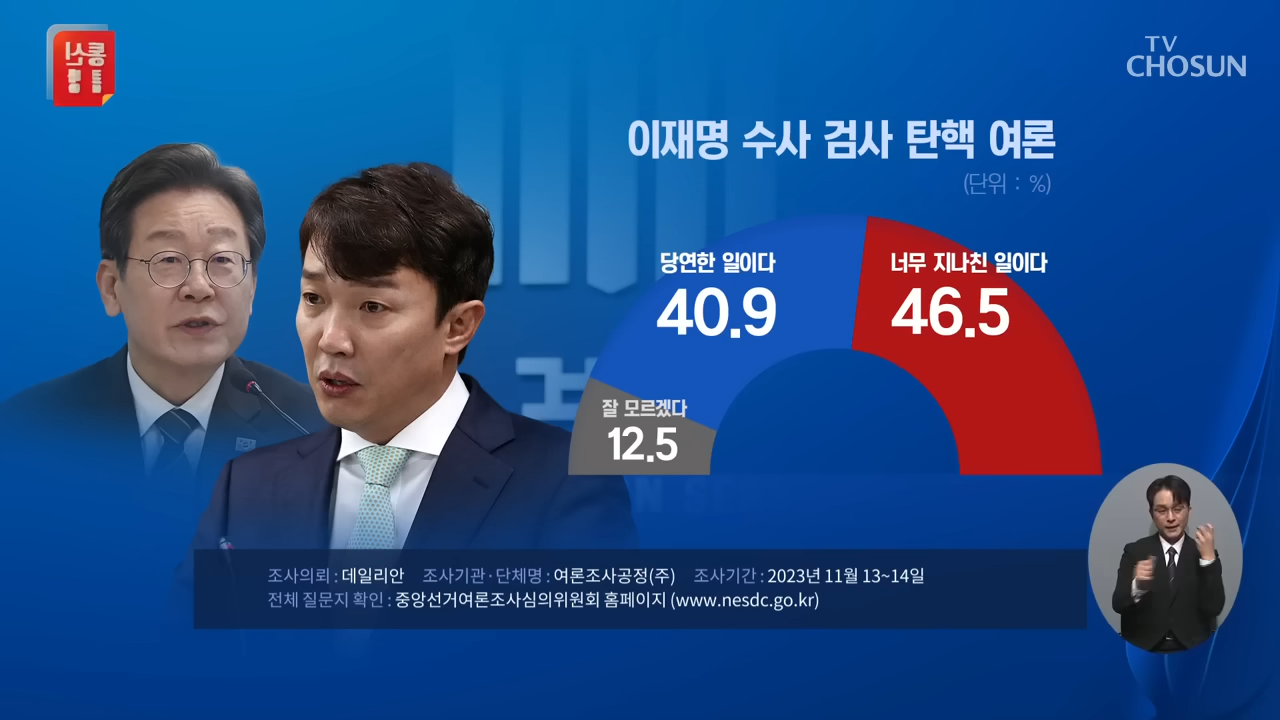 TV
CHOSUN
이재명 수사 검사 탄핵 여론
(단위 : %)
당연한 일이다
40.9
너무 지나친 일이다
46.5
잘 모르겠다
12.5
조사의뢰 : 데일리안 조사기관·단체명 : 여론조사공정(주) 조사기간 : 2023년 11월 13~14일
전체 질문지 확인 : 중앙선거여론조사심의위원회 홈페이지 (www.nesdc.go.kr)